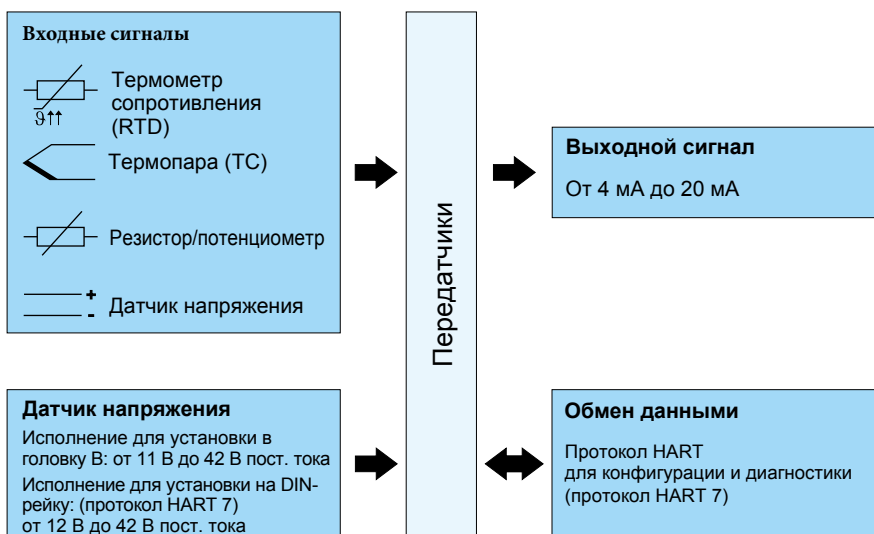 Входные сигналы
Термометр
сопротивления
(RTD)
ϑ↑↑
Термопара (TC)
Резистор/потенциометр
+
-
Датчик напряжения
Передатчики
Выходной сигнал
От 4 мА до 20 мА
Датчик напряжения
Исполнение для установки в
головку В: от 11 В до 42 В пост. тока
Исполнение для установки на DIN-
рейку: (протокол HART 7)
от 12 В до 42 В пост. тока
Обмен данными
Протокол HART
для конфигурации и диагностики
(протокол HART 7)